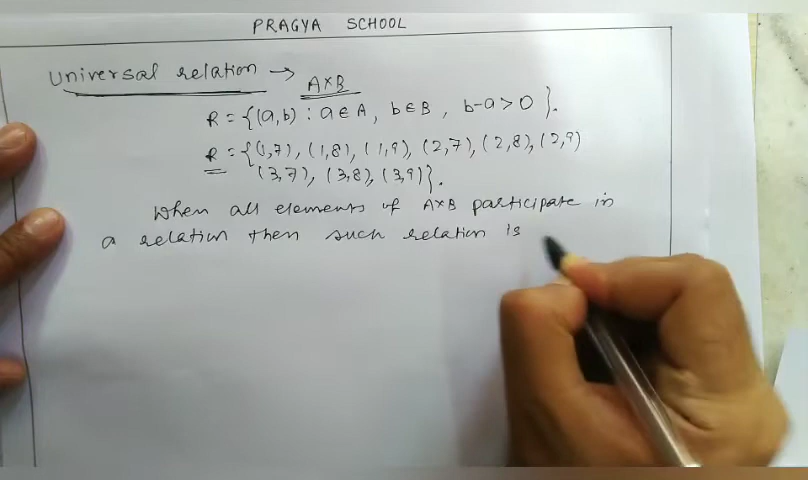 PRAGYA SCHOOL
Universal relation → A×B
R = {(a,b) : a ∈ A, b ∈ B, b-a > 0 }.
R = {(1,7), (1,8), (1,9), (2,7), (2,8), (2,9)
(3,7), (3,8), (3,9)}.
When all elements of A×B participate in
a relation then such relation is